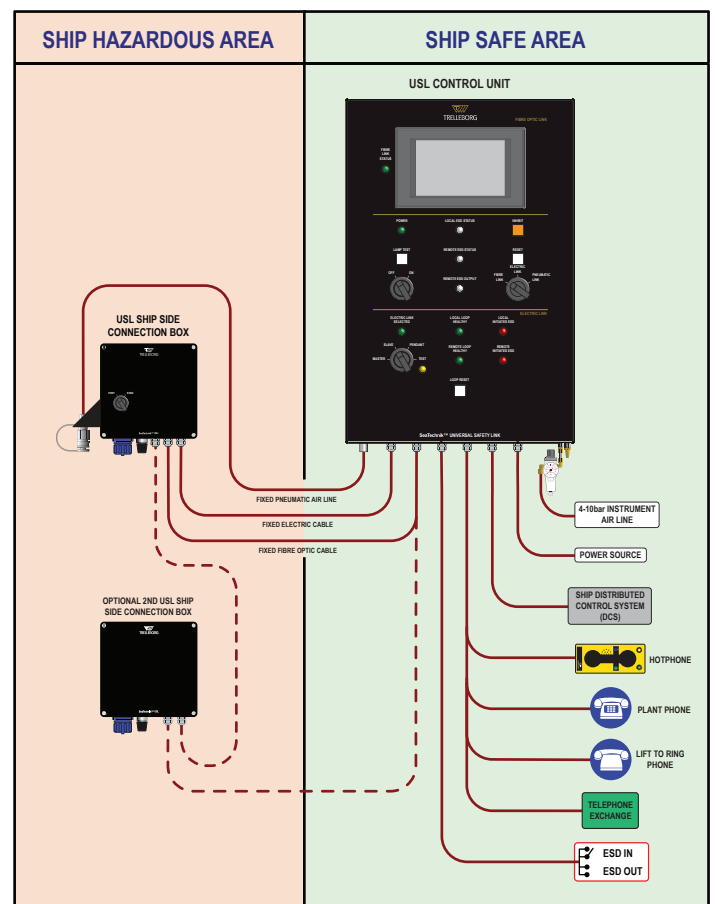 SHIP HAZARDOUS AREA
SHIP SAFE AREA
USL CONTROL UNIT
TRELLEBORG
FIBRE OPTIC LINK
FIBRE
LINK
STATUS
POWER
LOCAL ESD STATUS
INHIBIT
LAMP TEST
REMOTE ESD STATUS
RESET
OFF
ON
REMOTE ESD OUTPUT
FIBRE
LINK
ELECTRIC
LINK
PNEUMATIC
LINK
ELECTRIC LINK
ELECTRIC LINK
SELECTED
LOCAL LOOP
HEALTHY
LOCAL
INITIATED ESD
MASTER
SLAVE
PENDANT
TEST
REMOTE LOOP
HEALTHY
REMOTE
INITIATED ESD
LOOP RESET
SeaTechnik™ UNIVERSAL SAFETY LINK
USL SHIP SIDE
CONNECTION BOX
TRELLEBORG
FIXED PNEUMATIC AIR LINE
FIXED ELECTRIC CABLE
FIXED FIBRE OPTIC CABLE
OPTIONAL 2ND USL SHIP
SIDE CONNECTION BOX
TRELLEBORG
4-10bar INSTRUMENT
AIR LINE
POWER SOURCE
SHIP DISTRIBUTED
CONTROL SYSTEM
(DCS)
HOTPHONE
PLANT PHONE
LIFT TO RING
PHONE
TELEPHONE
EXCHANGE
ESD IN
ESD OUT